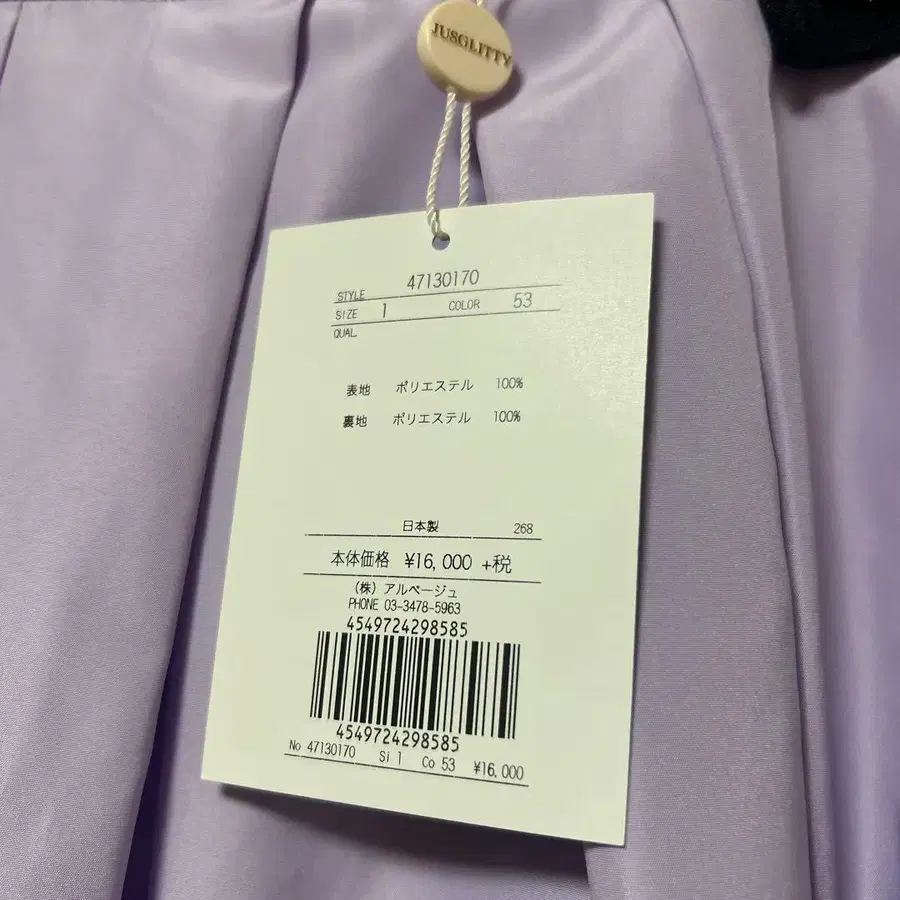 JUSGLITTY
STYLE 47130170
SIZE 1 COLOR 53
QUAL.
表地 ポリエステル 100%
裏地 ポリエステル 100%
日本製 268
本体価格 ¥16,000 +税
(株) アルページュ
PHONE 03-3478-5963
4549724298585
4549724298585
No 47130170 Si 1 Co 53 ¥16,000